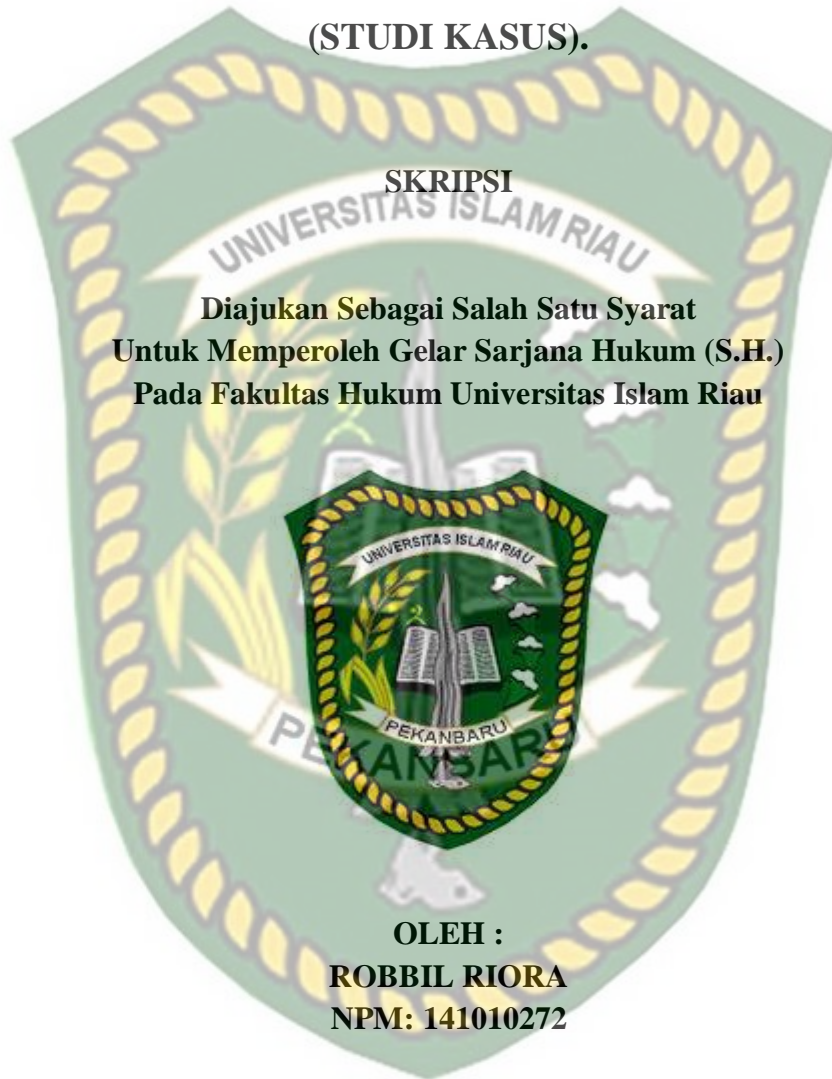 (STUDI KASUS).
SKRIPSI
UNIVERSITAS ISLAM RIAU
Diajukan Sebagai Salah Satu Syarat
Untuk Memperoleh Gelar Sarjana Hukum (S.H.)
Pada Fakultas Hukum Universitas Islam Riau
UNIVERSITAS ISLAM RIAU
PEKANBARU
PEKANBARU
OLEH :
ROBBIL RIORA
NPM: 141010272